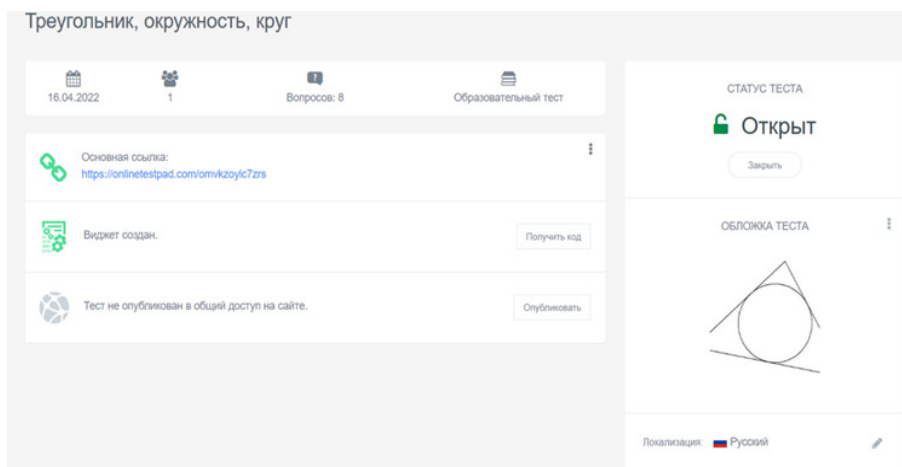 Треугольник, окружность, круг
16.04.2022
1
Вопросов: 8
Образовательный тест
Основная ссылка:
https://onlinetestpad.com/omvkzoylc7zrs
Виджет создан.
Получить код
Тест не опубликован в общий доступ на сайте.
Опубликовать
СТАТУС ТЕСТА
Открыт
Закрыть
ОБЛОЖКА ТЕСТА
Локализация: Русский